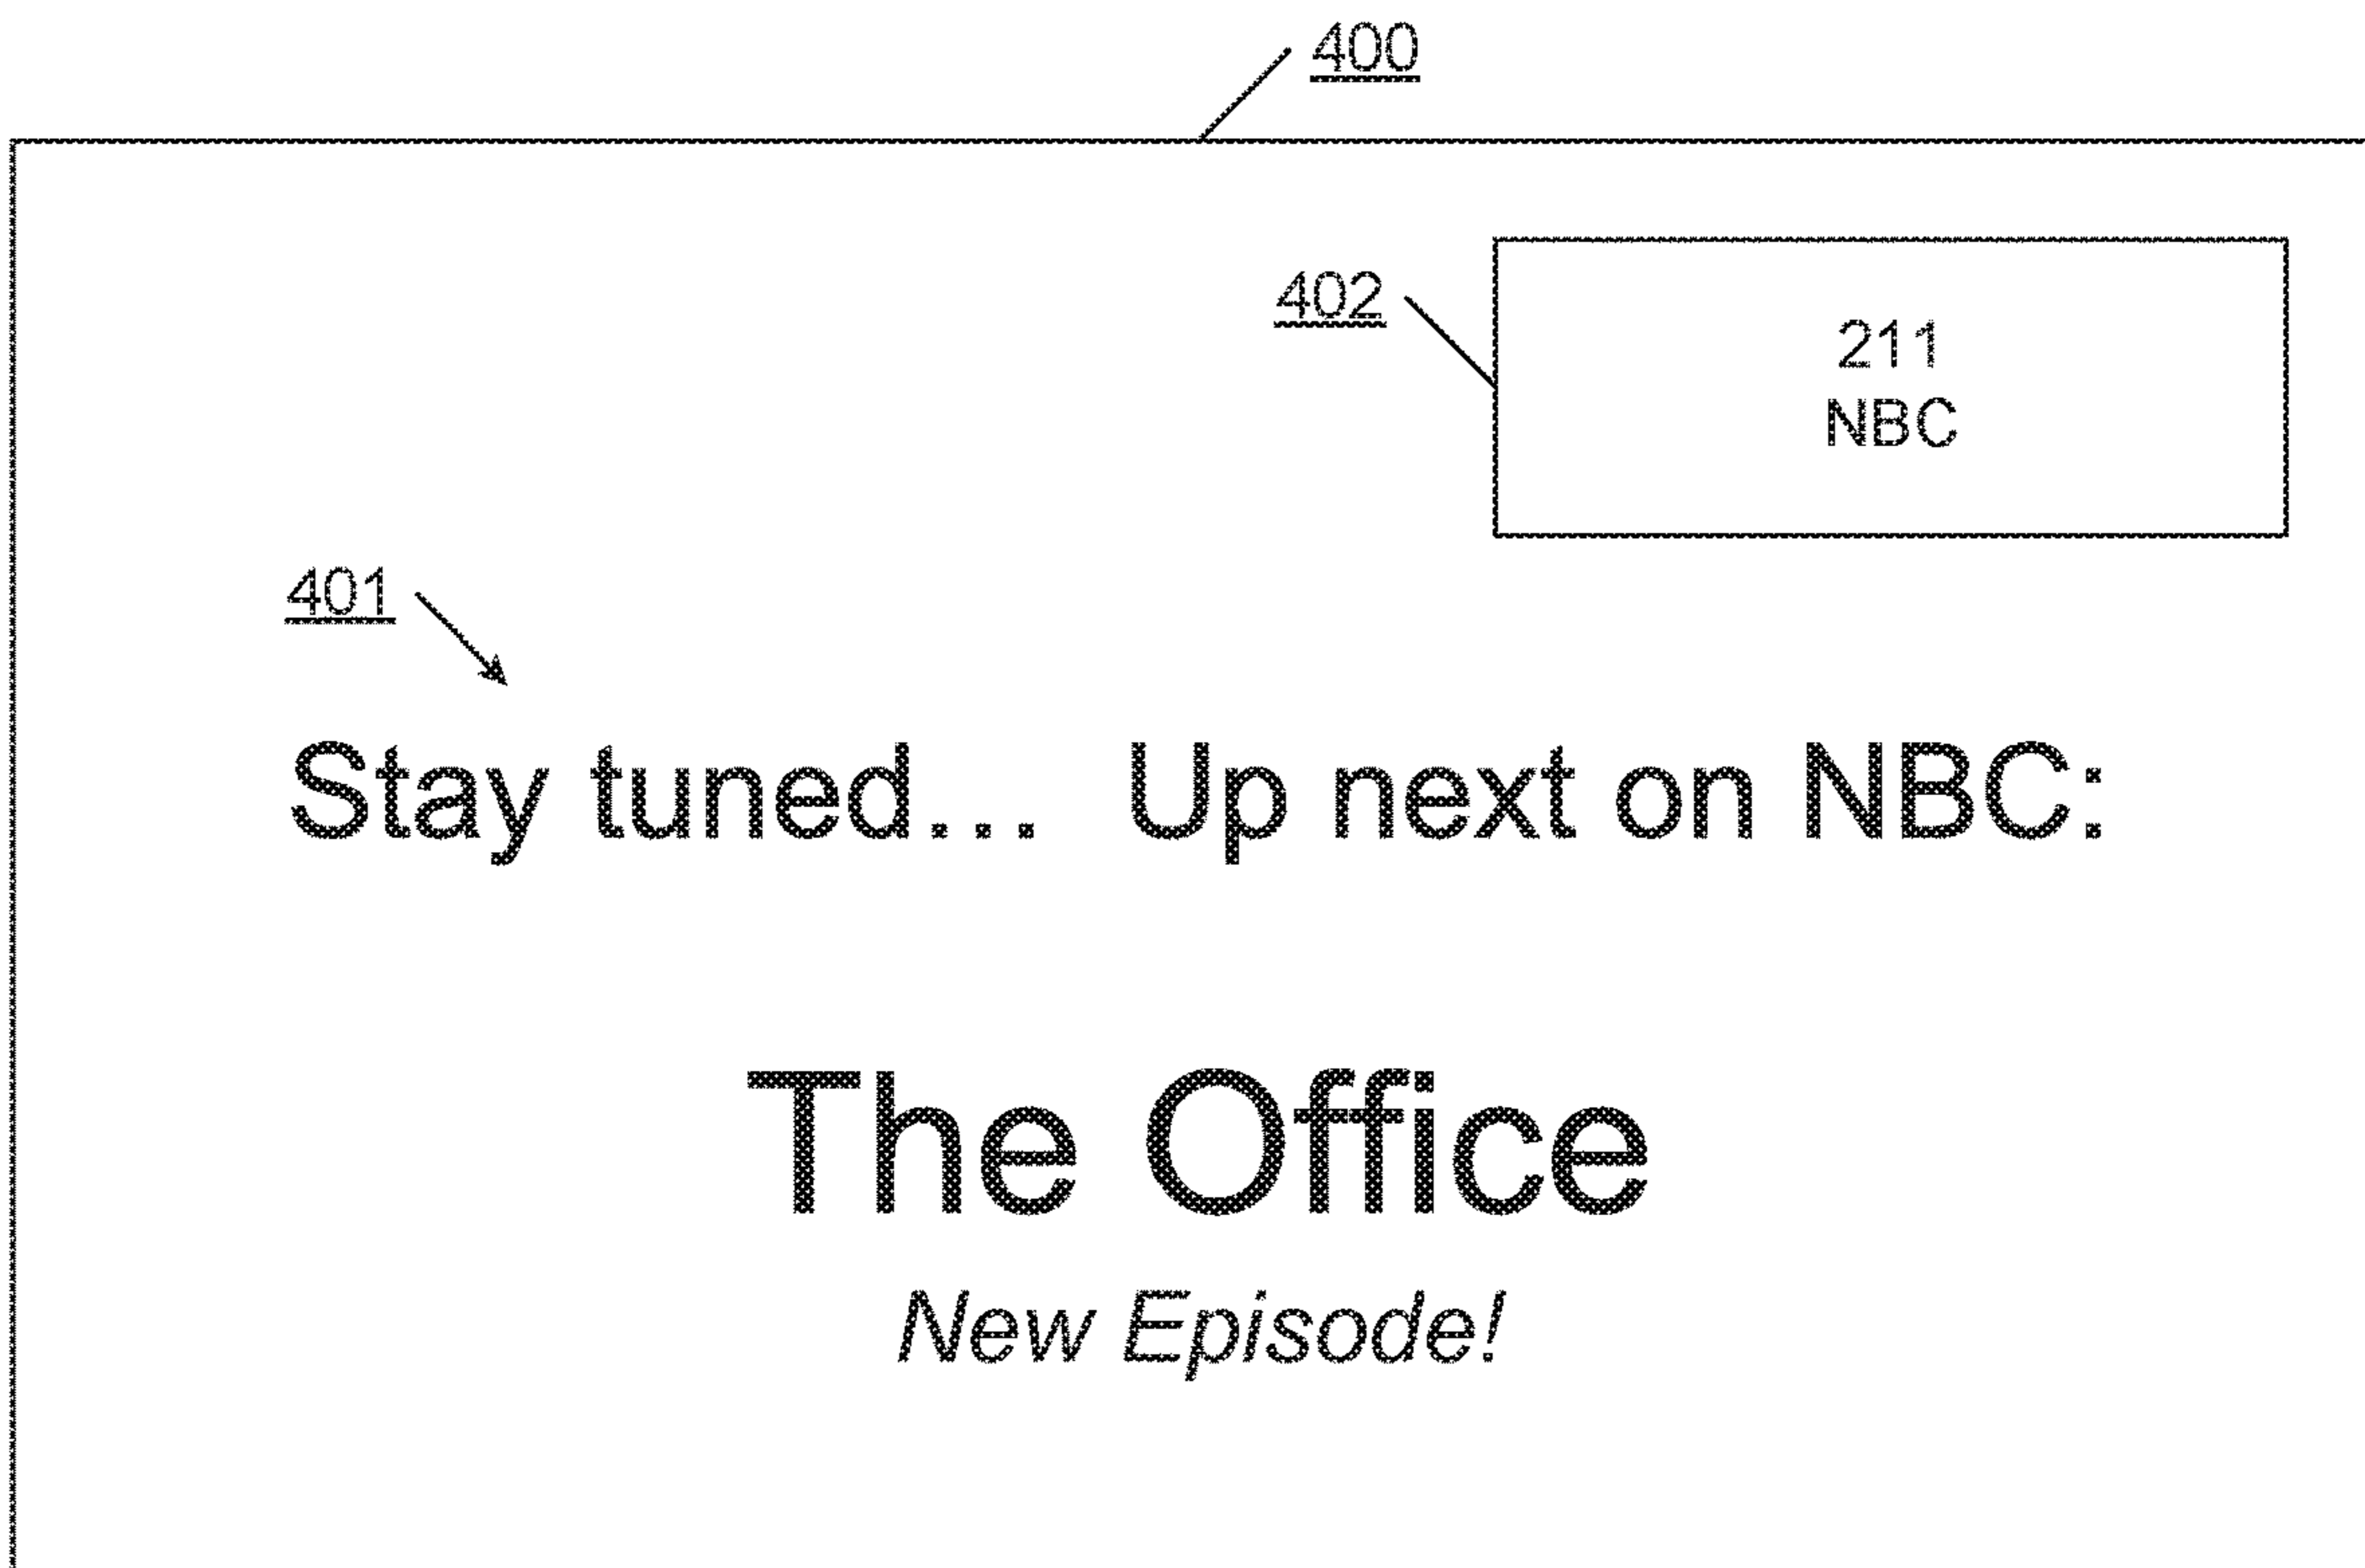 400
402
211
NBC
401
Stay tuned... Up next on NBC:
The Office
New Episode!